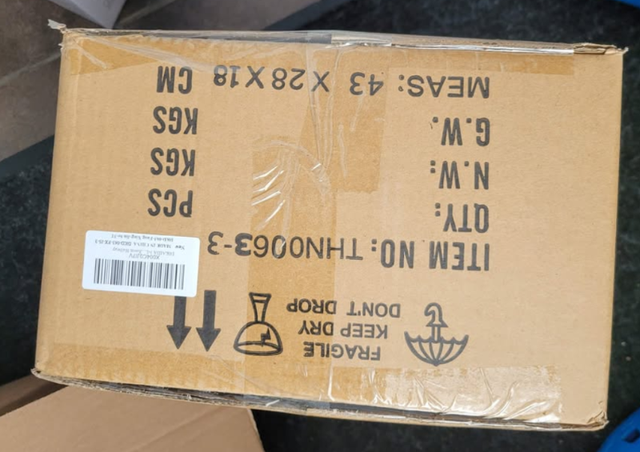 FRAGILE
KEEP DRY
DON'T DROP
ITEM NO: THN0063-3
QTY: PCS
N.W: KGS
G.W. KGS
MEAS: 43 X 28 X 18 CM